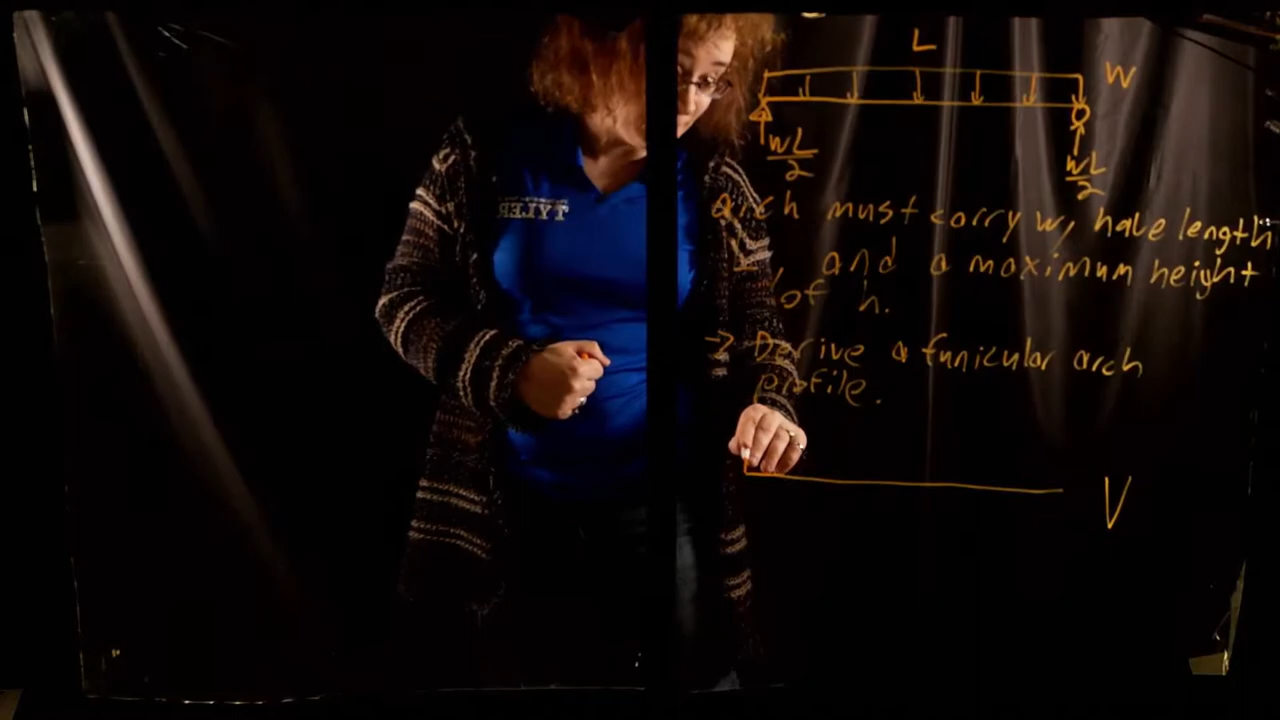 L
W
wL
2
wL
2
arch must carry w, have length
L, and a maximum height
of h.
→ Derive a funicular arch
profile.
V
TYLER